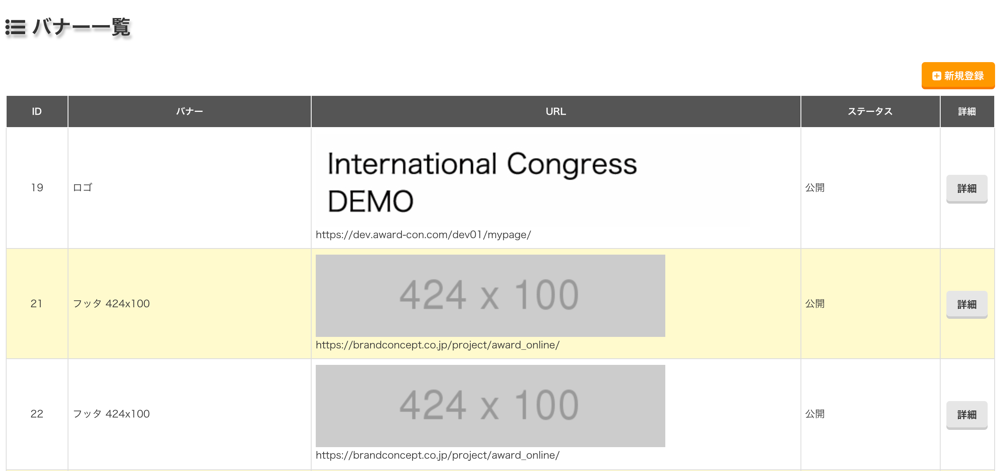 バナー一覧
新規登録
ID バナー URL ステータス 詳細
International Congress
DEMO
19 ロゴ https://dev.award-con.com/dev01/mypage/ 公開 詳細
424 x 100
21 フッタ 424x100 https://brandconcept.co.jp/project/award_online/ 公開 詳細
424 x 100
22 フッタ 424x100 https://brandconcept.co.jp/project/award_online/ 公開 詳細